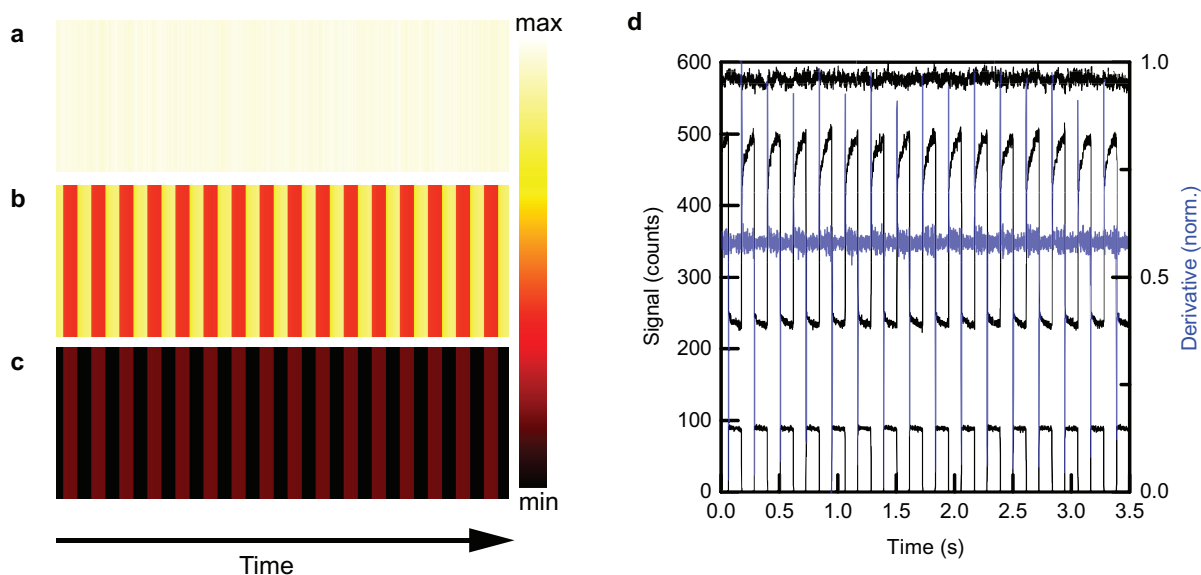 a
max
b
c
min
Time
d
600
500
400
300
200
100
0
Signal (counts)
1.0
0.5
0.0
Derivative (norm.)
0.0 0.5 1.0 1.5 2.0 2.5 3.0 3.5
Time (s)